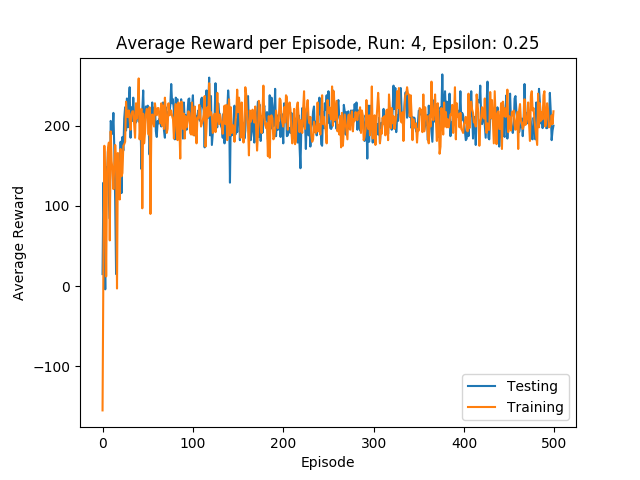 Average Reward per Episode, Run: 4, Epsilon: 0.25
Average Reward
200
100
0
−100
0
100
200
300
400
500
Episode
Testing
Training